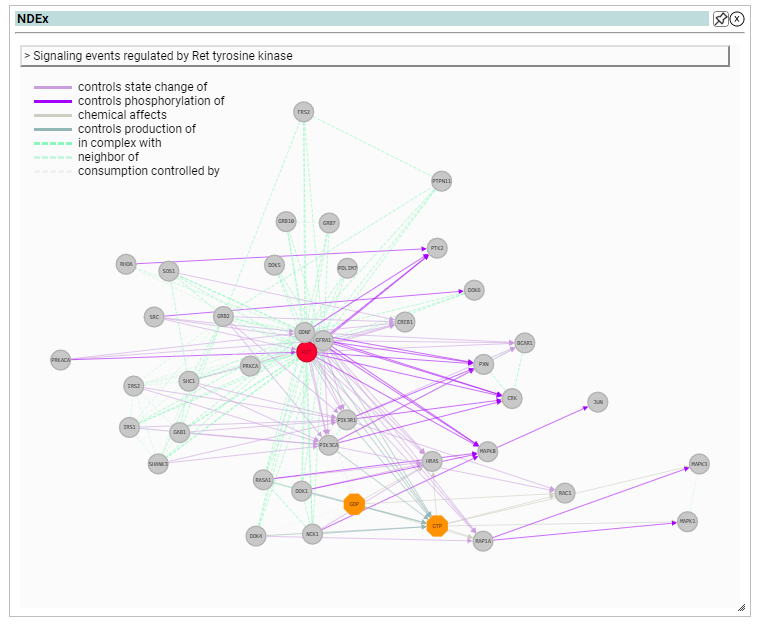 NDEx
x
> Signaling events regulated by Ret tyrosine kinase
controls state change of
controls phosphorylation of
chemical affects
controls production of
in complex with
neighbor of
consumption controlled by
FRS2
PTPN11
GRB10
GRB7
PTK2
RHOA
SOS1
DOK5
PDLIM7
DOK6
SRC
GRB2
CREB1
GDNF
GFRA1
BCAR1
PRKACA
PRKCA
PXN
IRS2
SHC1
CRK
JUN
PIK3R1
IRS1
GAB1
PIK3CA
MAPK8
SHANK3
HRAS
MAPK3
RASA1
DOK1
RAC1
GDP
GTP
MAPK1
DOK4
NCK1
RAP1A